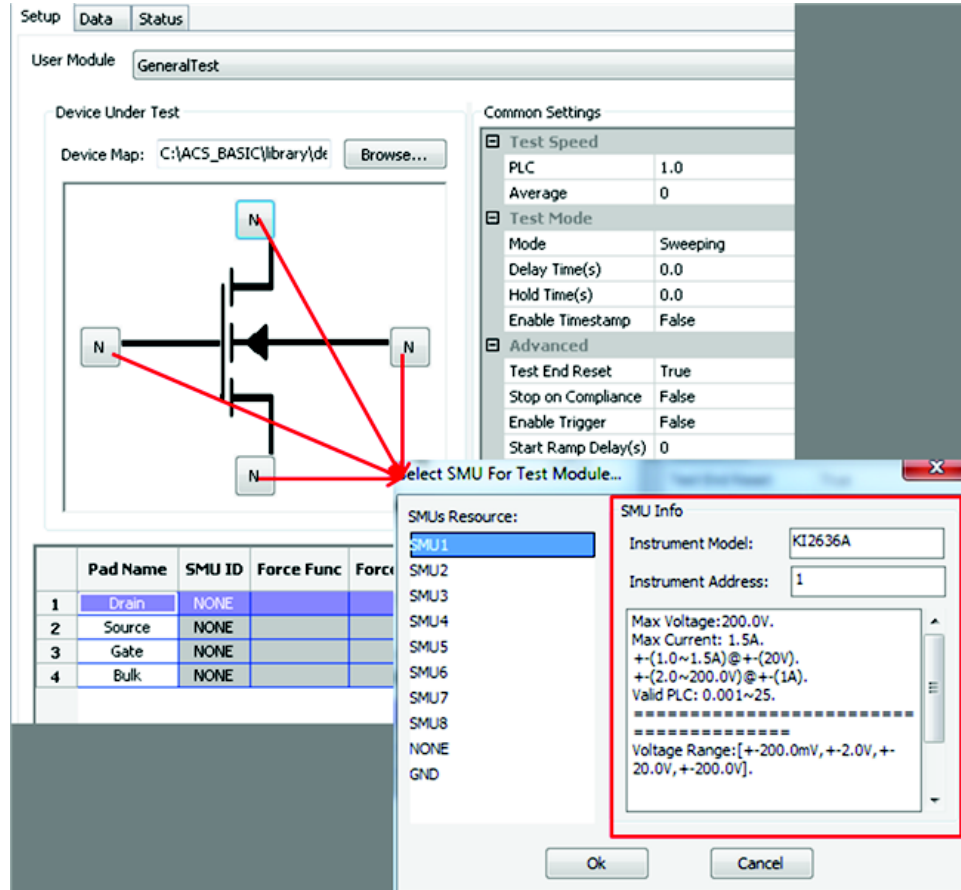 Setup Data Status
User Module GeneralTest
Device Under Test
Device Map: C:\ACS_BASIC\library\de Browse...
N
N
N
N
Common Settings
Test Speed
PLC 1.0
Average 0
Test Mode
Mode Sweeping
Delay Time(s) 0.0
Hold Time(s) 0.0
Enable Timestamp False
Advanced
Test End Reset True
Stop on Compliance False
Enable Trigger False
Start Ramp Delay(s) 0
Pad Name SMU ID Force Func Force
1 Drain NONE
2 Source NONE
3 Gate NONE
4 Bulk NONE
elect SMU For Test Module...
SMUs Resource:
SMU1
SMU2
SMU3
SMU4
SMU5
SMU6
SMU7
SMU8
NONE
GND
SMU Info
Instrument Model: KI2636A
Instrument Address: 1
Max Voltage:200.0V.
Max Current: 1.5A.
+-(1.0~1.5A)@+-(20V).
+-(2.0~200.0V)@+-(1A).
Valid PLC: 0.001~25.
=========================
==============
Voltage Range:[+-200.0mV,+-2.0V,+-
20.0V,+-200.0V].
Ok Cancel